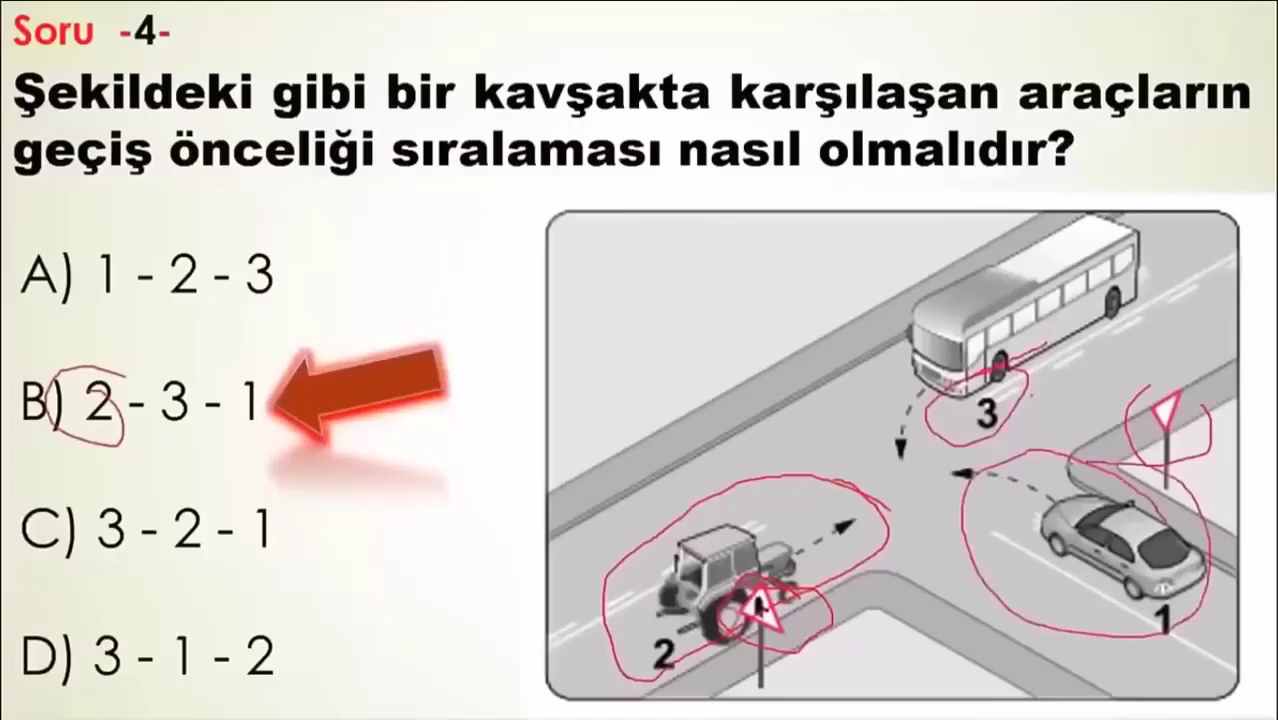 Soru -4-
Şekildeki gibi bir kavşakta karşılaşan araçların
geçiş önceliği sıralaması nasıl olmalıdır?
A) 1 - 2 - 3
B) 2 - 3 - 1
C) 3 - 2 - 1
D) 3 - 1 - 2
3
1
2